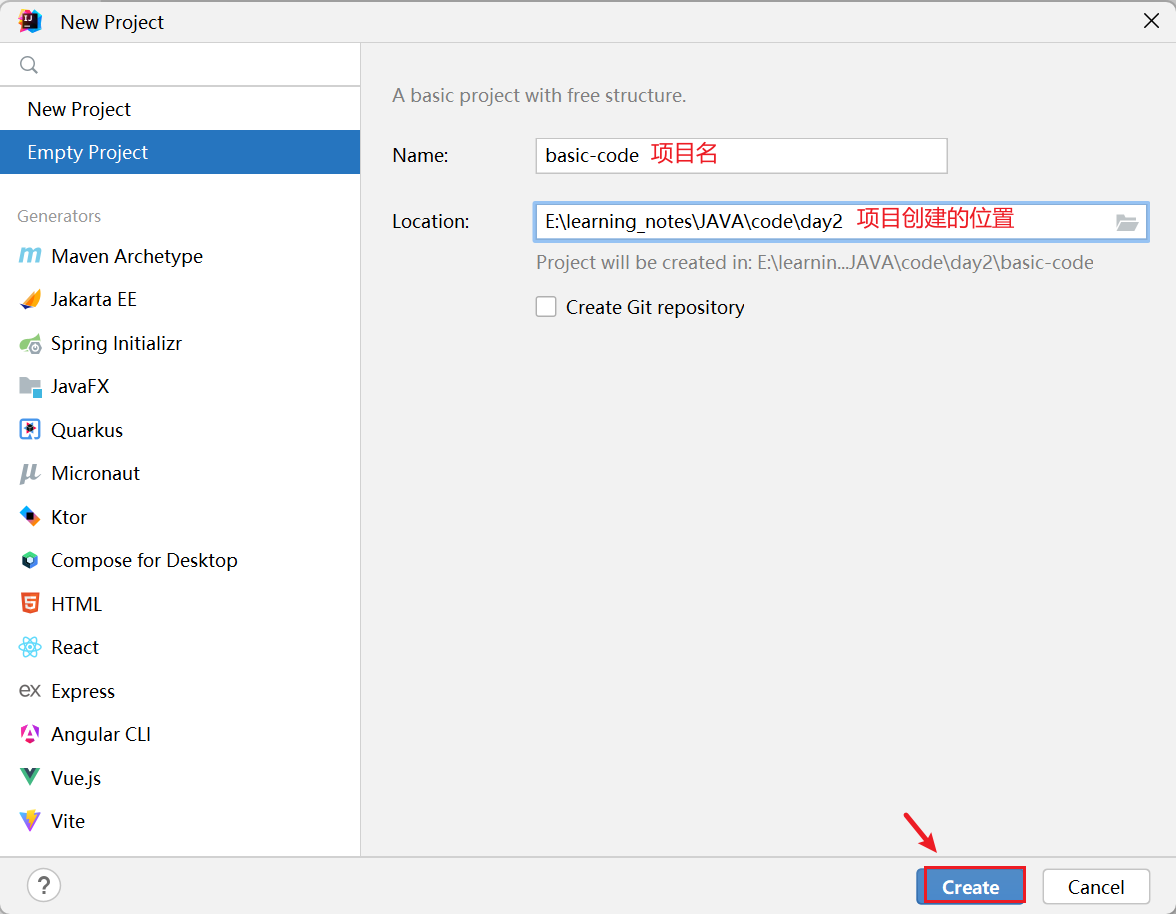 New Project
New Project
Empty Project
Generators
Maven Archetype
Jakarta EE
Spring Initializr
JavaFX
Quarkus
Micronaut
Ktor
Compose for Desktop
HTML
React
ex Express
Angular CLI
Vue.js
Vite
A basic project with free structure.
Name: basic-code 项目名
Location: E:\learning_notes\JAVA\code\day2 项目创建的位置
Project will be created in: E:\learnin...JAVA\code\day2\basic-code
Create Git repository
? Create Cancel